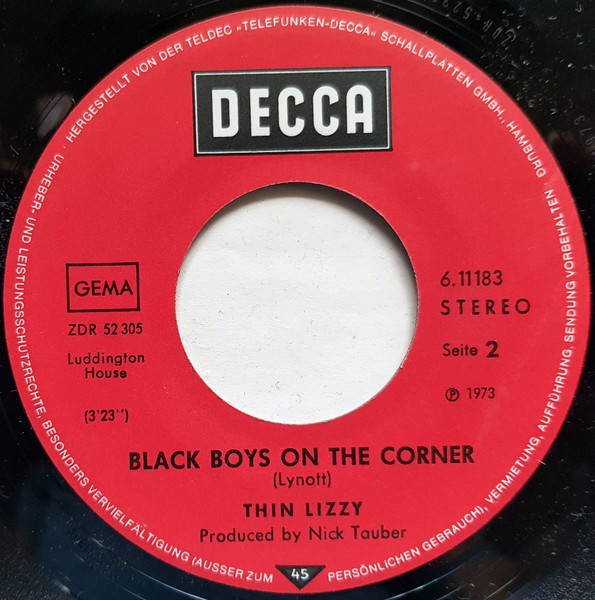 DECCA
GEMA
ZDR 52 305
Luddington
House
(3'23")
6.11183
STEREO
Seite 2
℗ 1973
BLACK BOYS ON THE CORNER
(Lynott)
THIN LIZZY
Produced by Nick Tauber
45
· HERGESTELLT VON DER TELDEC »TELEFUNKEN-DECCA« SCHALLPLATTEN GMBH., HAMBURG · URHEBER- UND LEISTUNGSSCHUTZRECHTE, BESONDERS VERVIELFÄLTIGUNG (AUSSER ZUM PERSÖNLICHEN GEBRAUCH), VERMIETUNG, AUFFÜHRUNG, SENDUNG VORBEHALTEN ·